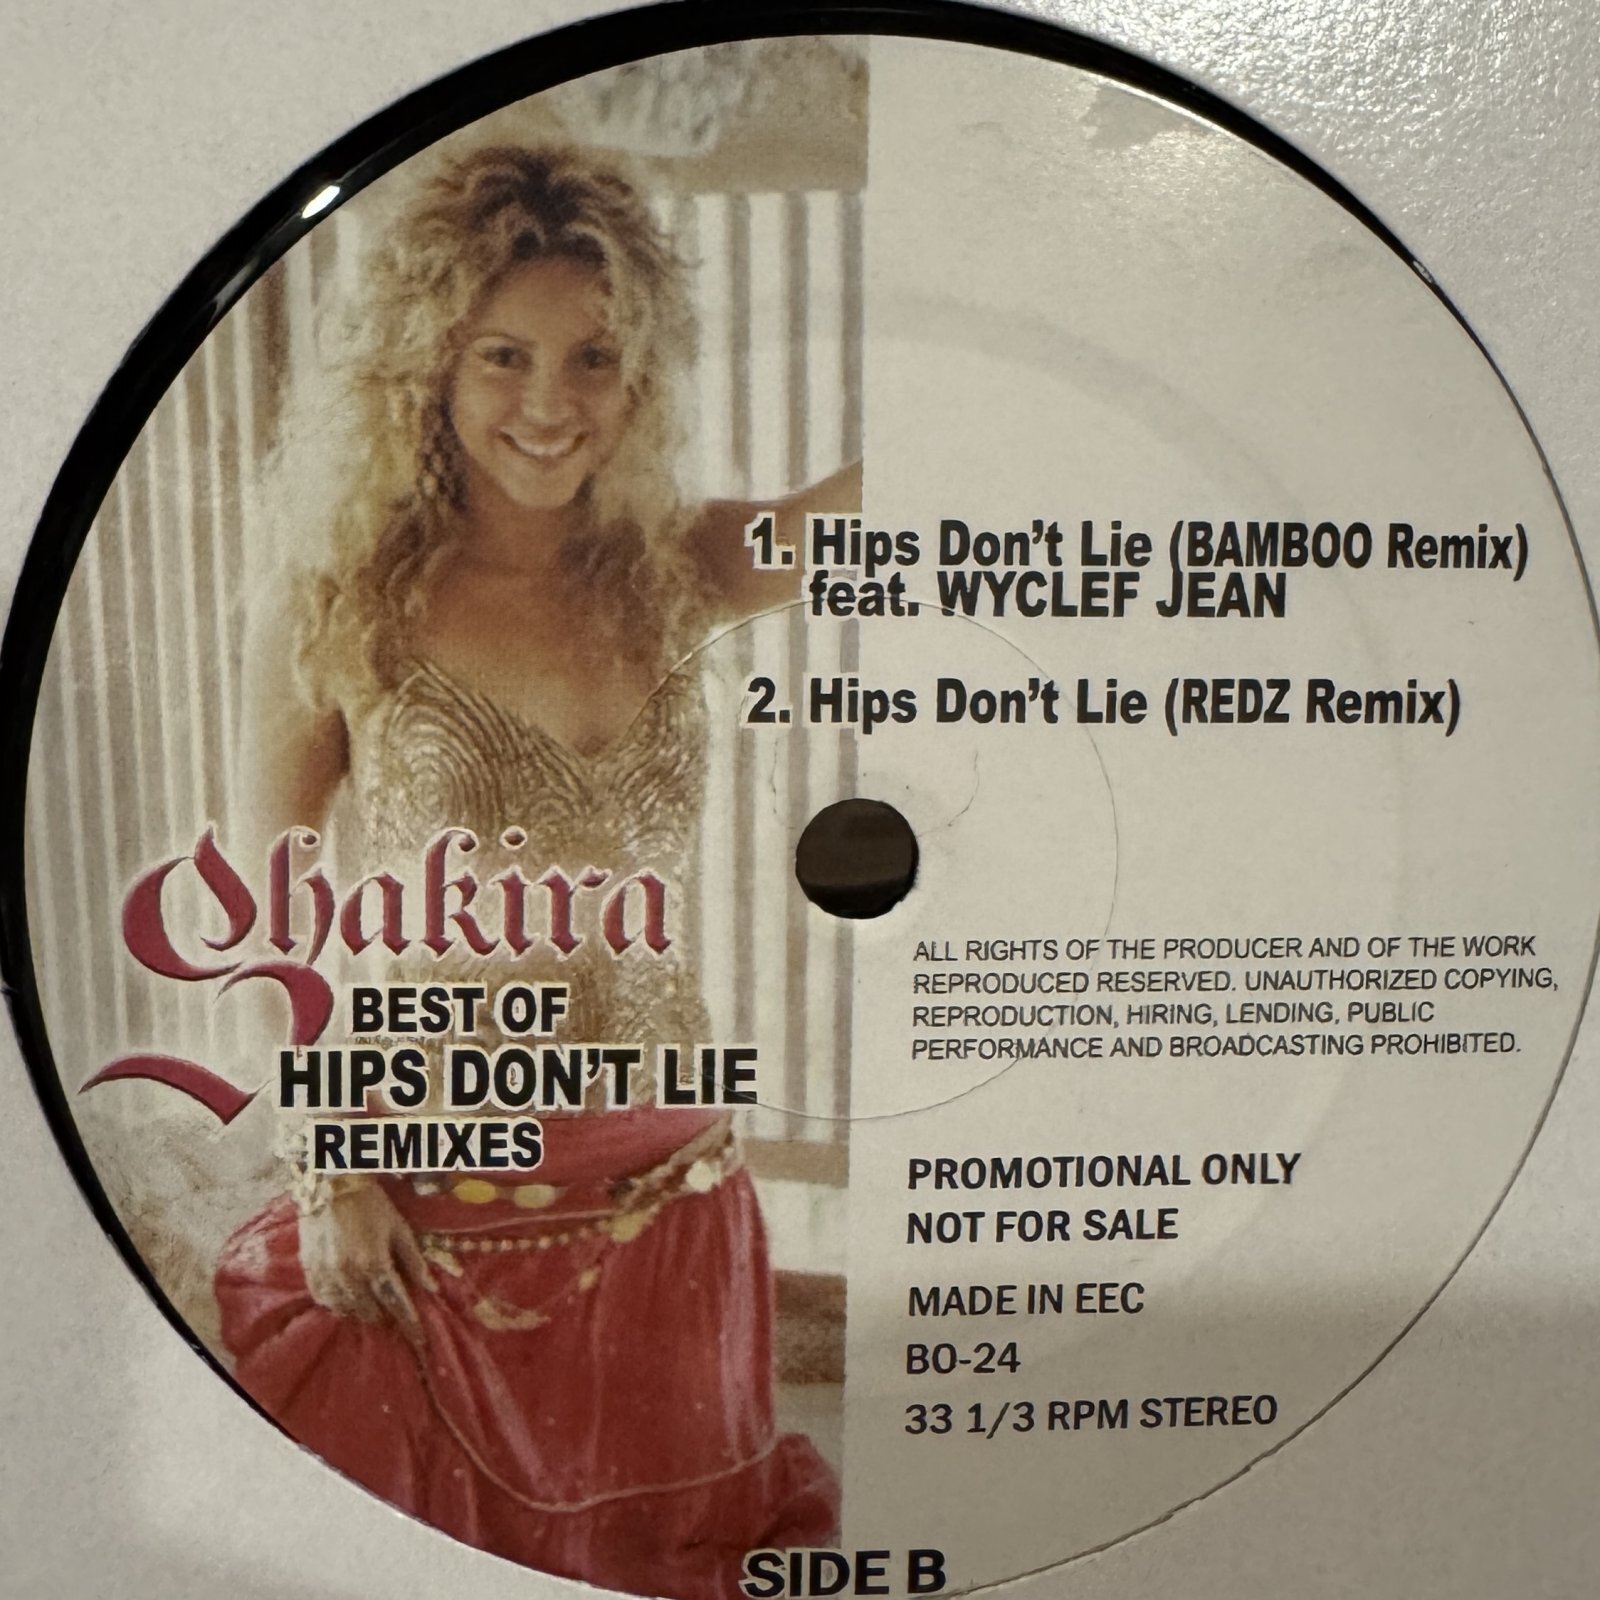 1. Hips Don't Lie (BAMBOO Remix)
feat. WYCLEF JEAN
2. Hips Don't Lie (REDZ Remix)
Shakira
BEST OF
HIPS DON'T LIE
REMIXES
ALL RIGHTS OF THE PRODUCER AND OF THE WORK
REPRODUCED RESERVED. UNAUTHORIZED COPYING,
REPRODUCTION, HIRING, LENDING, PUBLIC
PERFORMANCE AND BROADCASTING PROHIBITED.
PROMOTIONAL ONLY
NOT FOR SALE
MADE IN EEC
BO-24
33 1/3 RPM STEREO
SIDE B